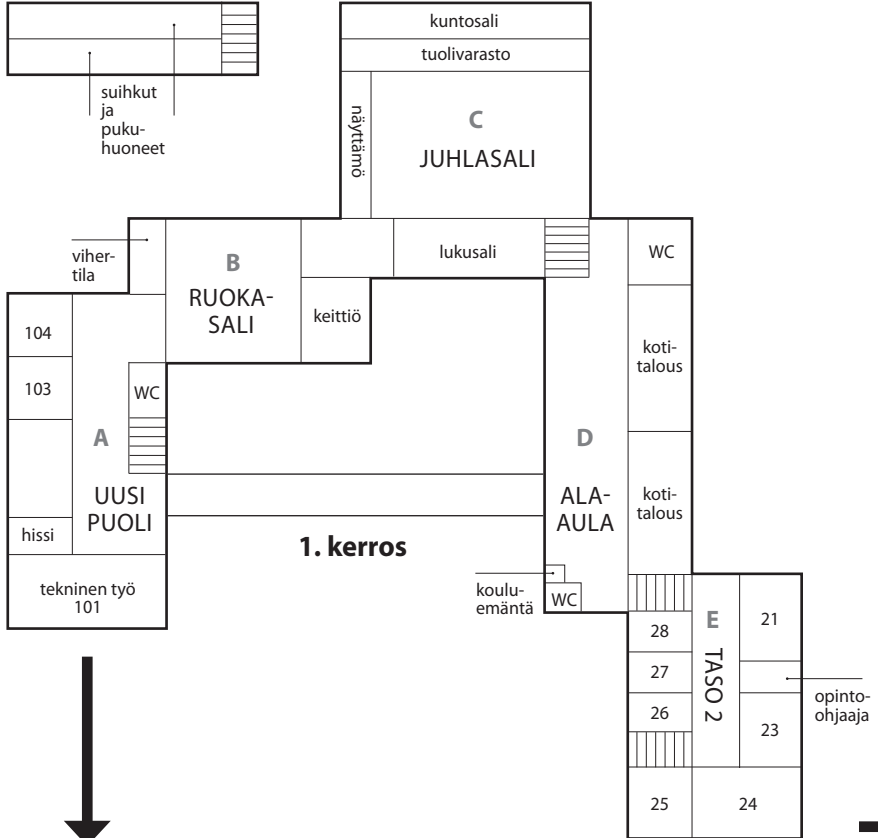 kuntosali
tuolivarasto
suihkut
ja
puku-
huoneet
näyttämö
C
JUHLASALI
viher-
tila
B
RUOKA-
SALI
keittiö
lukusali
WC
104
103
WC
A
UUSI
PUOLI
hissi
tekninen työ
101
koti-
talous
D
ALA-
AULA
koti-
talous
1. kerros
koulu-
emäntä
WC
28
27
26
25
E
TASO 2
21
opinto-
ohjaaja
23
24